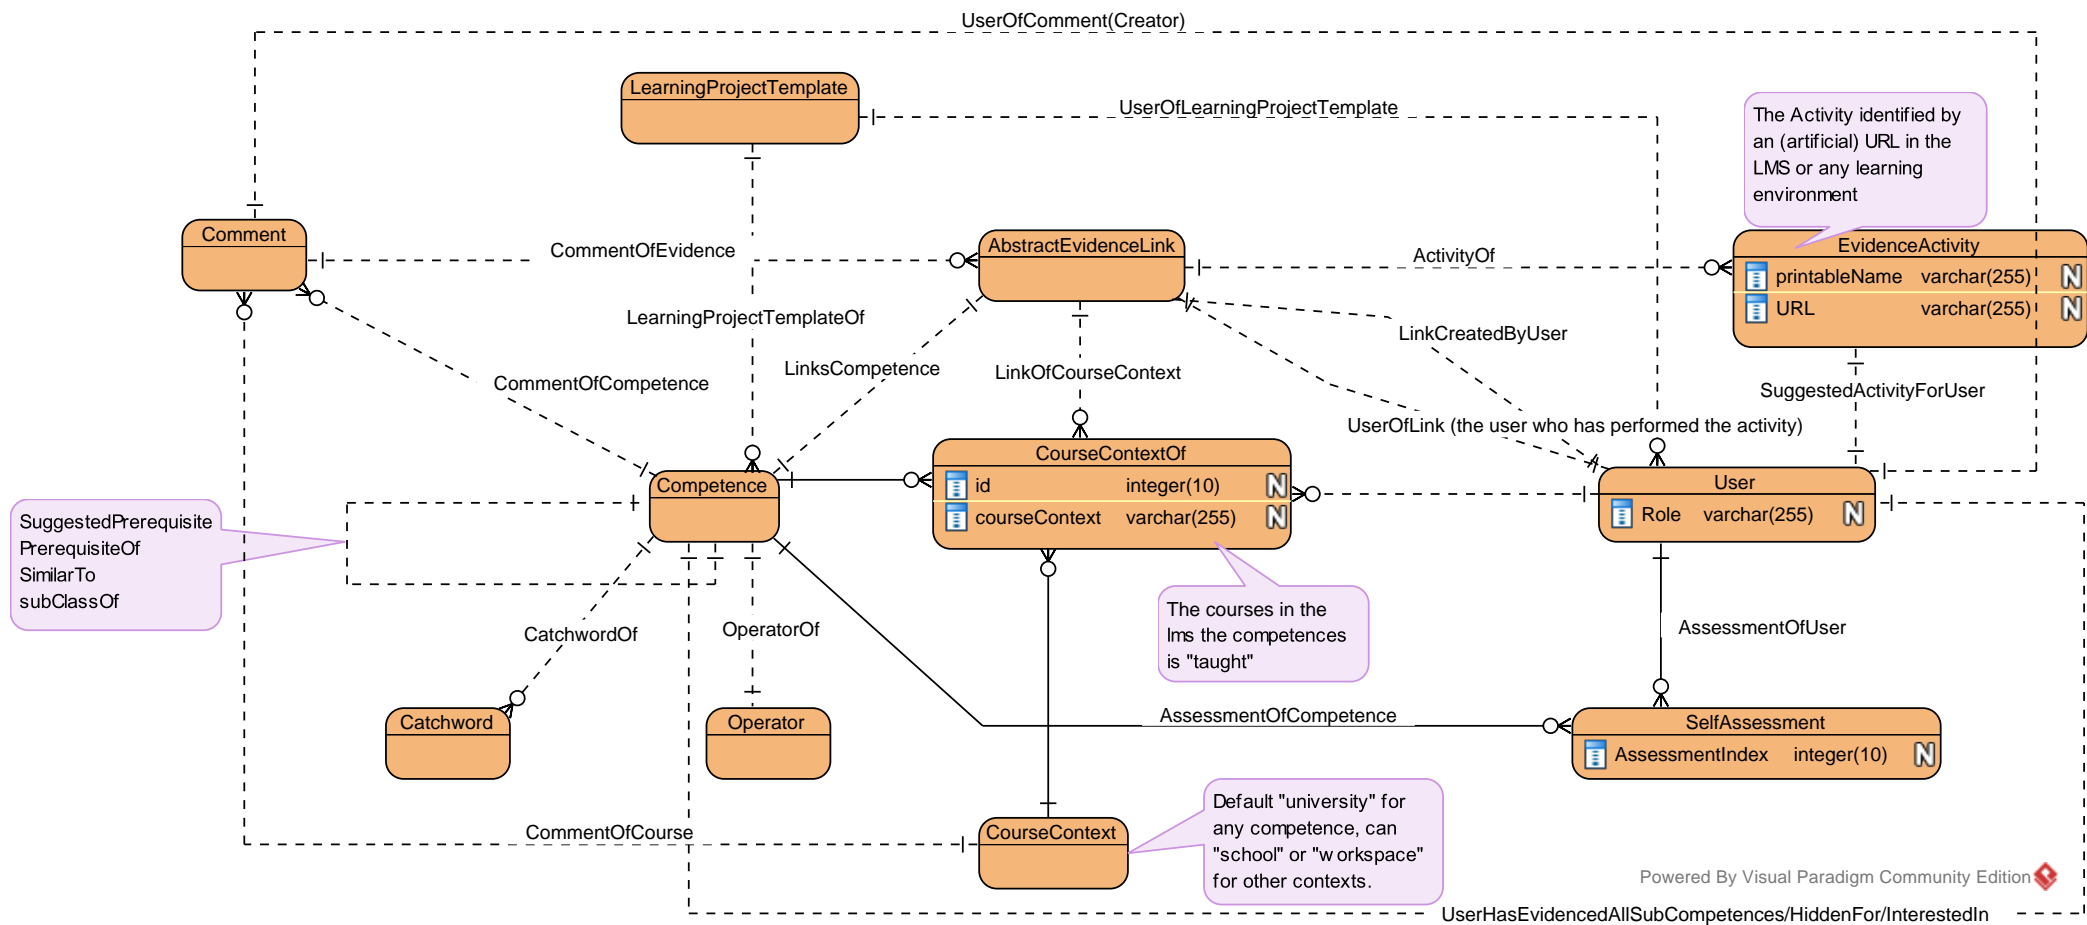 UserOfComment(Creator)
LearningProjectTemplate
UserOfLearningProjectTemplate
The Activity identified by
an (artificial) URL in the
LMS or any learning
environment
Comment
CommentOfEvidence
AbstractEvidenceLink
ActivityOf
EvidenceActivity
printableName varchar(255) N
URL varchar(255) N
LearningProjectTemplateOf
LinkCreatedByUser
LinksCompetence
LinkOfCourseContext
CommentOfCompetence
SuggestedActivityForUser
UserOfLink (the user who has performed the activity)
CourseContextOf
id integer(10) N
courseContext varchar(255) N
Competence
User
Role varchar(255) N
SuggestedPrerequisite
PrerequisiteOf
SimilarTo
subClassOf
The courses in the
lms the competences
is "taught"
CatchwordOf
OperatorOf
AssessmentOfUser
Catchword
Operator
AssessmentOfCompetence
SelfAssessment
AssessmentIndex integer(10) N
CommentOfCourse
CourseContext
Default "university" for
any competence, can
"school" or "workspace"
for other contexts.
Powered By Visual Paradigm Community Edition
UserHasEvidencedAllSubCompetences/HiddenFor/InterestedIn